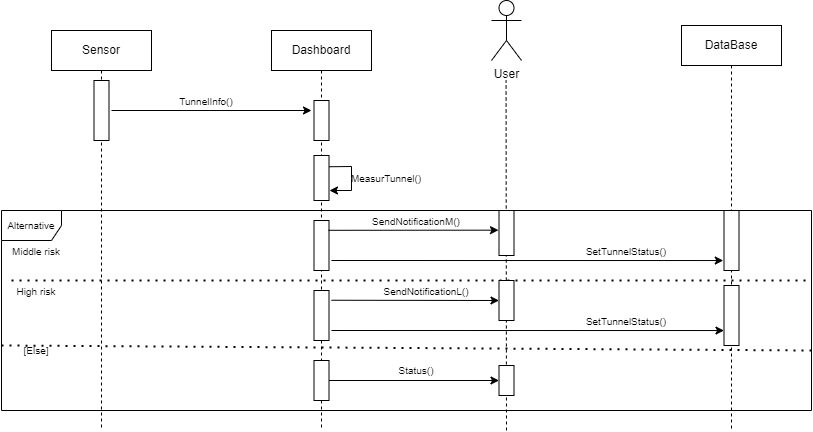 Sensor
Dashboard
User
DataBase
TunnelInfo()
MeasurTunnel()
Alternative
SendNotificationM()
Middle risk
SetTunnelStatus()
High risk
SendNotificationL()
SetTunnelStatus()
[Else]
Status()